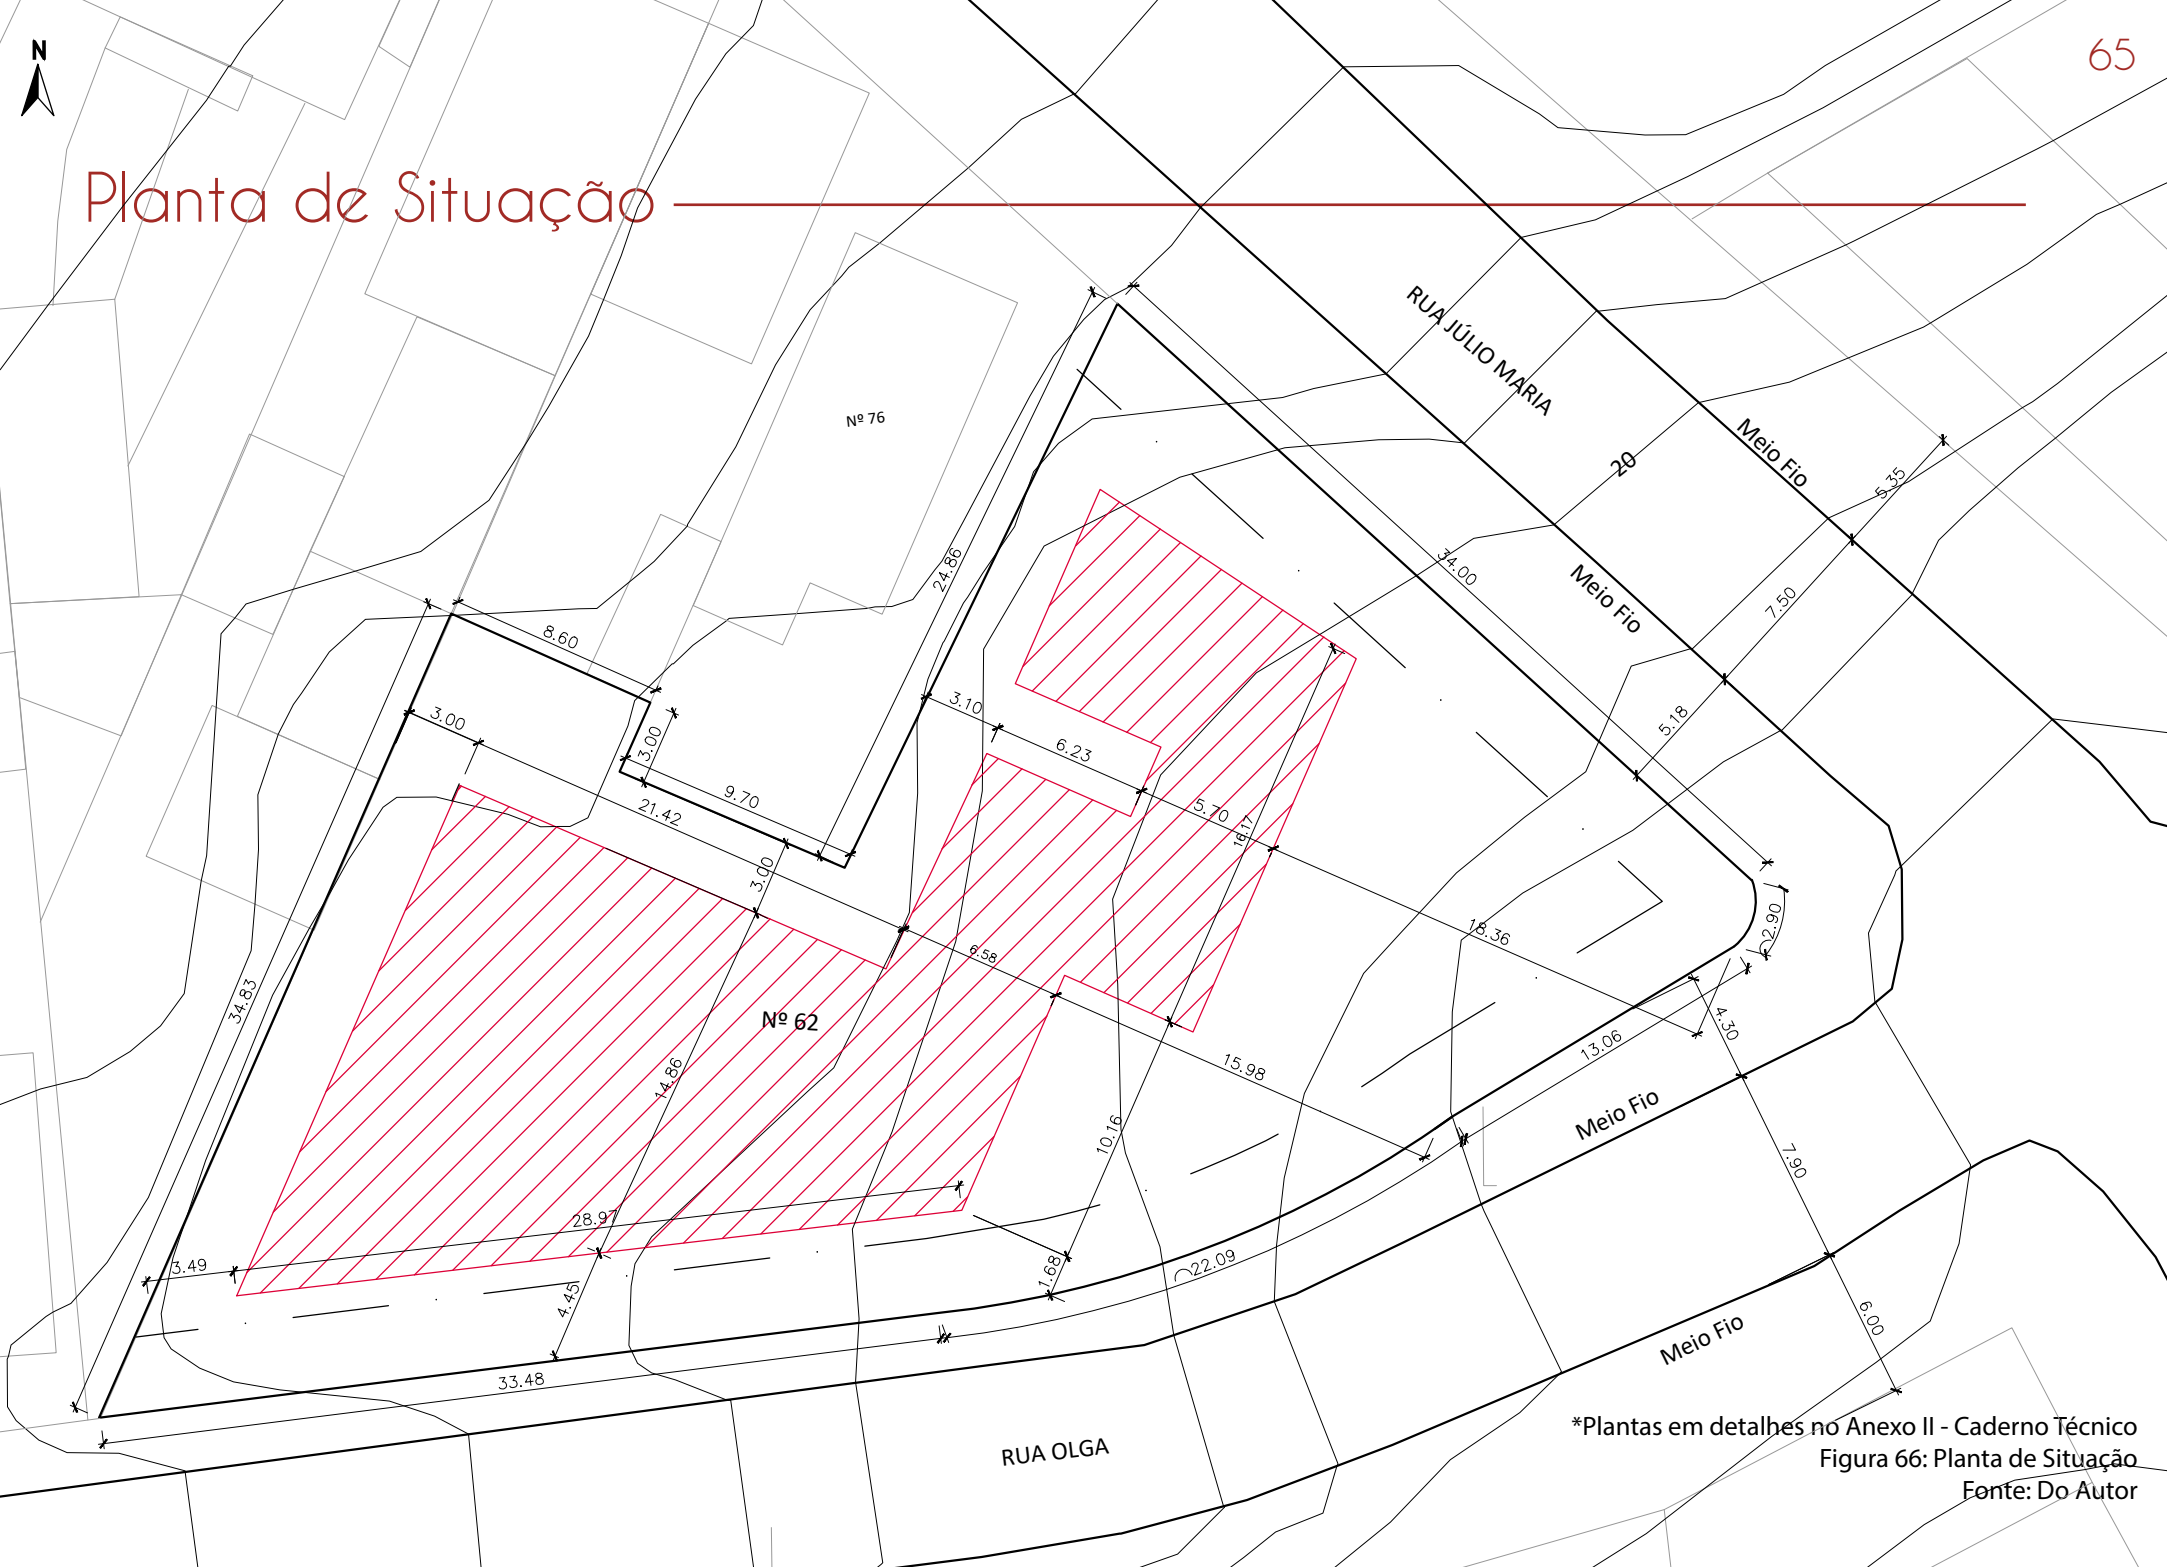 N
65
Planta de Situação
RUA JÚLIO MARIA
Nº 76
Meio Fio
20
5.35
34.00
24.86
Meio Fio
7.50
8.60
3.10
3.00
3.00
5.18
6.23
9.70
21.42
5.70
16.17
3.00
18.36
2.90
6.58
34.83
Nº 62
4.30
13.06
15.98
14.86
Meio Fio
10.16
7.90
28.97
3.49
22.09
1.68
4.45
6.00
Meio Fio
33.48
RUA OLGA
*Plantas em detalhes no Anexo II - Caderno Técnico
Figura 66: Planta de Situação
Fonte: Do Autor